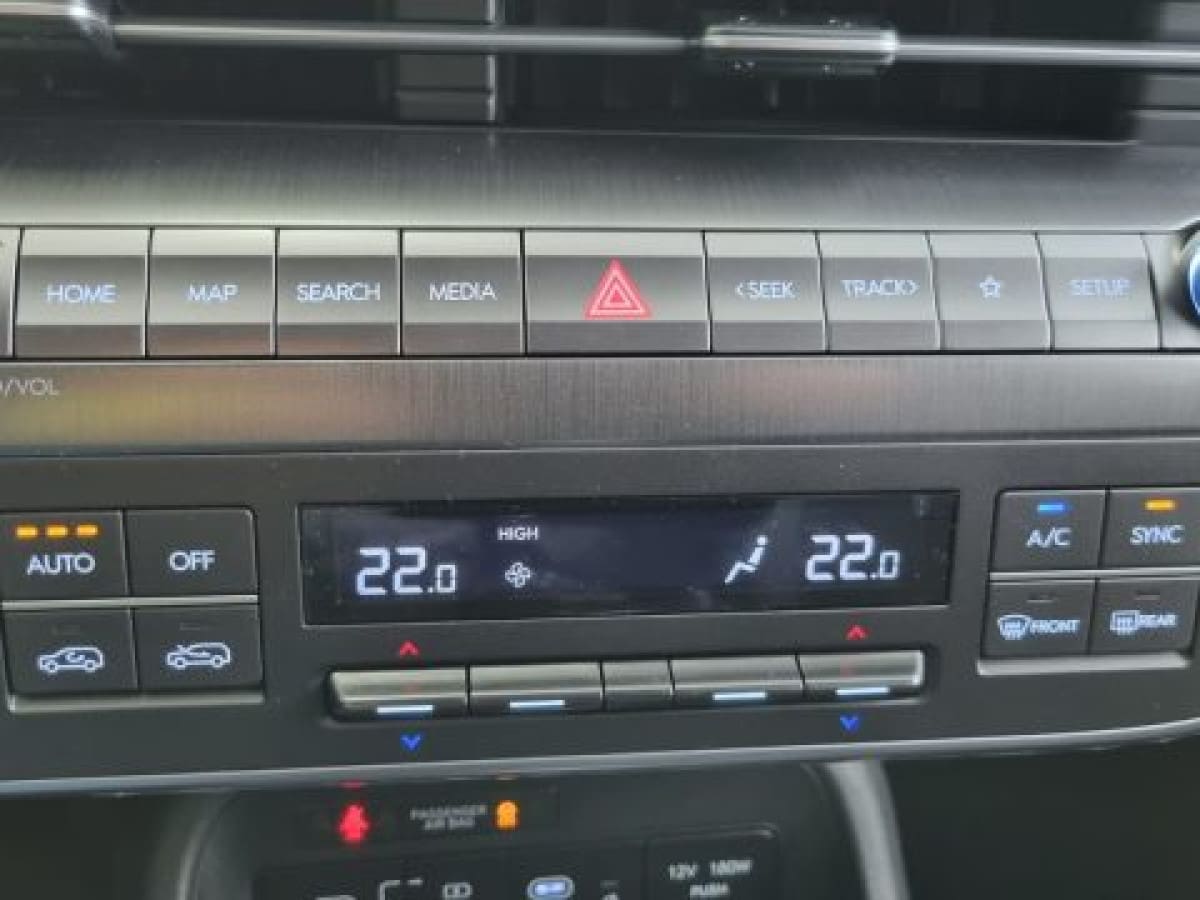 HOME MAP SEARCH MEDIA <SEEK TRACK> SETUP
/VOL
AUTO OFF
HIGH
22.0 22.0
A/C SYNC
FRONT REAR
PASSENGER
AIR BAG
12V 180W
PUSH